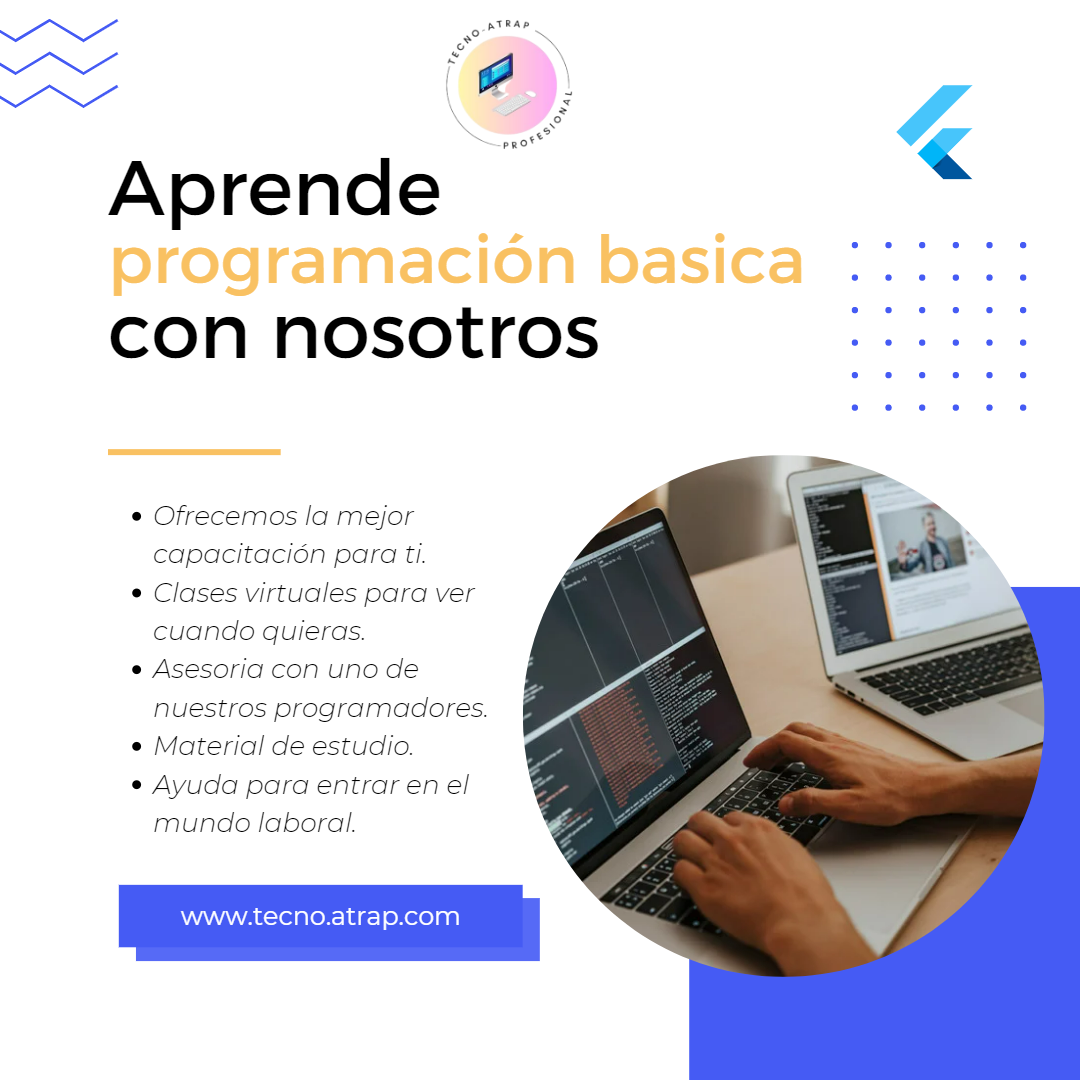 TECNO-ATRAP
PROFESIONAL
Aprende
programación basica
con nosotros
Ofrecemos la mejor
capacitación para ti.
Clases virtuales para ver
cuando quieras.
Asesoria con uno de
nuestros programadores.
Material de estudio.
Ayuda para entrar en el
mundo laboral.
www.tecno.atrap.com